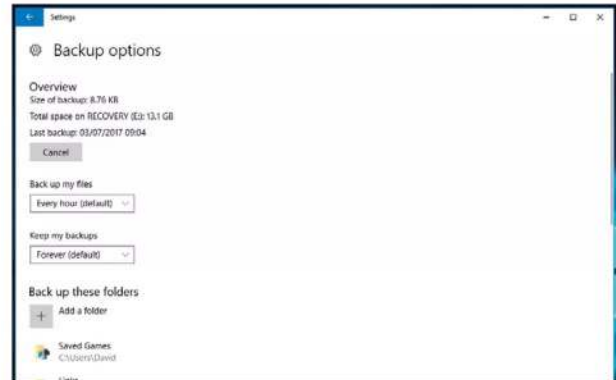 Settings
Backup options
Overview
Size of backup: 8.76 KB
Total space on RECOVERY (E:): 13.1 GB
Last backup: 03/07/2017 09:04
Cancel
Back up my files
Every hour (default)
Keep my backups
Forever (default)
Back up these folders
Add a folder
Saved Games
C:\Users\David